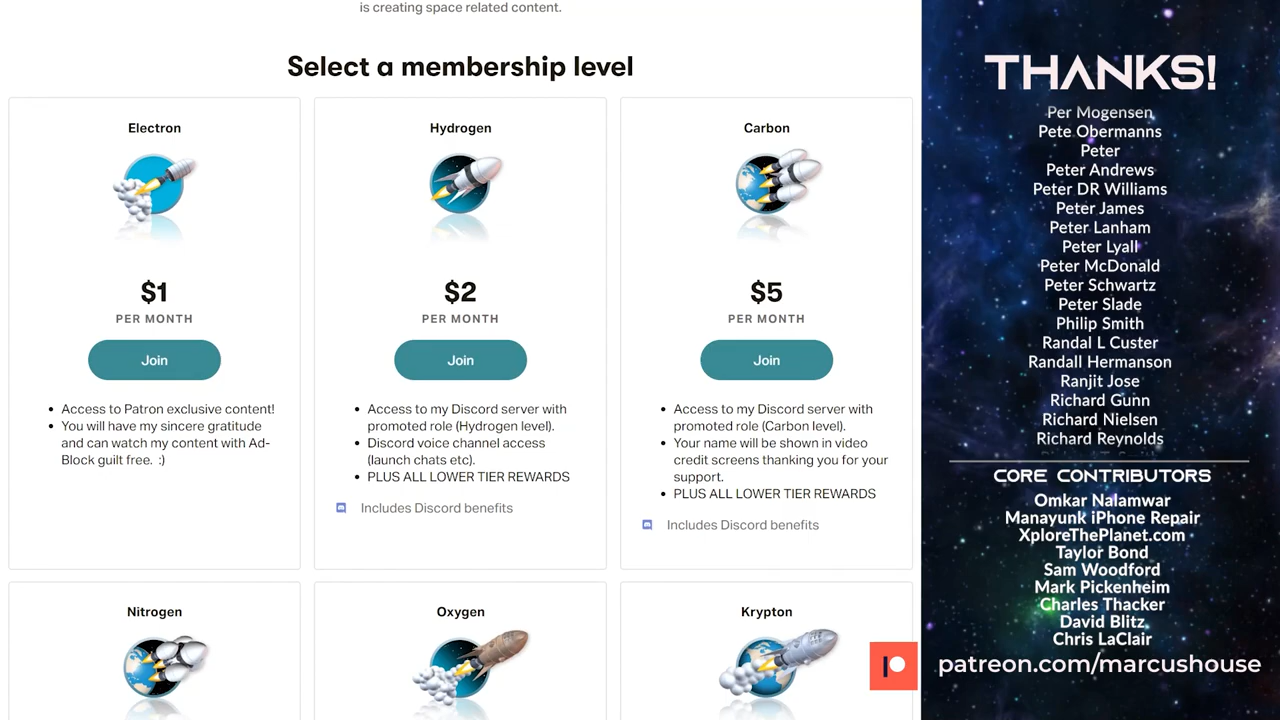 is creating space related content.
Select a membership level
Electron
$1
PER MONTH
Join
• Access to Patron exclusive content!
• You will have my sincere gratitude
and can watch my content with Ad-
Block guilt free. :)
Hydrogen
$2
PER MONTH
Join
• Access to my Discord server with
promoted role (Hydrogen level).
• Discord voice channel access
(launch chats etc).
• PLUS ALL LOWER TIER REWARDS
Includes Discord benefits
Carbon
$5
PER MONTH
Join
• Access to my Discord server with
promoted role (Carbon level).
• Your name will be shown in video
credit screens thanking you for your
support.
• PLUS ALL LOWER TIER REWARDS
Includes Discord benefits
Nitrogen
Oxygen
Krypton
THANKS!
Per Mogensen
Pete Obermanns
Peter
Peter Andrews
Peter DR Williams
Peter James
Peter Lanham
Peter Lyall
Peter McDonald
Peter Schwartz
Peter Slade
Philip Smith
Randal L Custer
Randall Hermanson
Ranjit Jose
Richard Gunn
Richard Nielsen
Richard Reynolds
CORE CONTRIBUTORS
Omkar Nalamwar
Manayunk iPhone Repair
XploreThePlanet.com
Taylor Bond
Sam Woodford
Mark Pickenheim
Charles Thacker
David Blitz
Chris LaClair
patreon.com/marcushouse